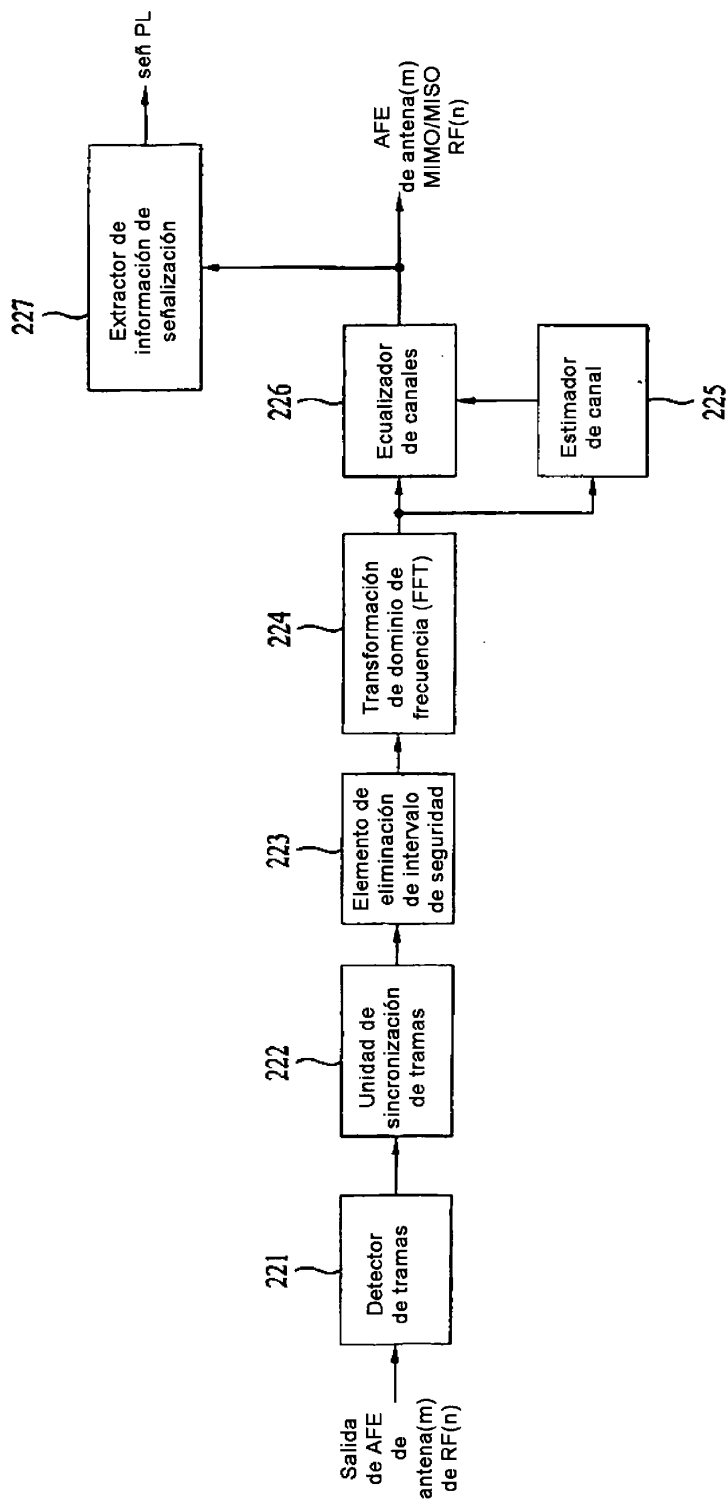 Salida
de AFE
de
antena(m)
de RF(n)
221
Detector
de tramas
222
Unidad de
sincronización
de tramas
223
Elemento de
eliminación
de intervalo
de seguridad
224
Transformación
de dominio de
frecuencia (FFT)
226
Ecualizador
de canales
Estimador
de canal
225
227
Extractor de
información de
señalización
señ PL
AFE
de antena(m)
MIMO/MISO
RF(n)